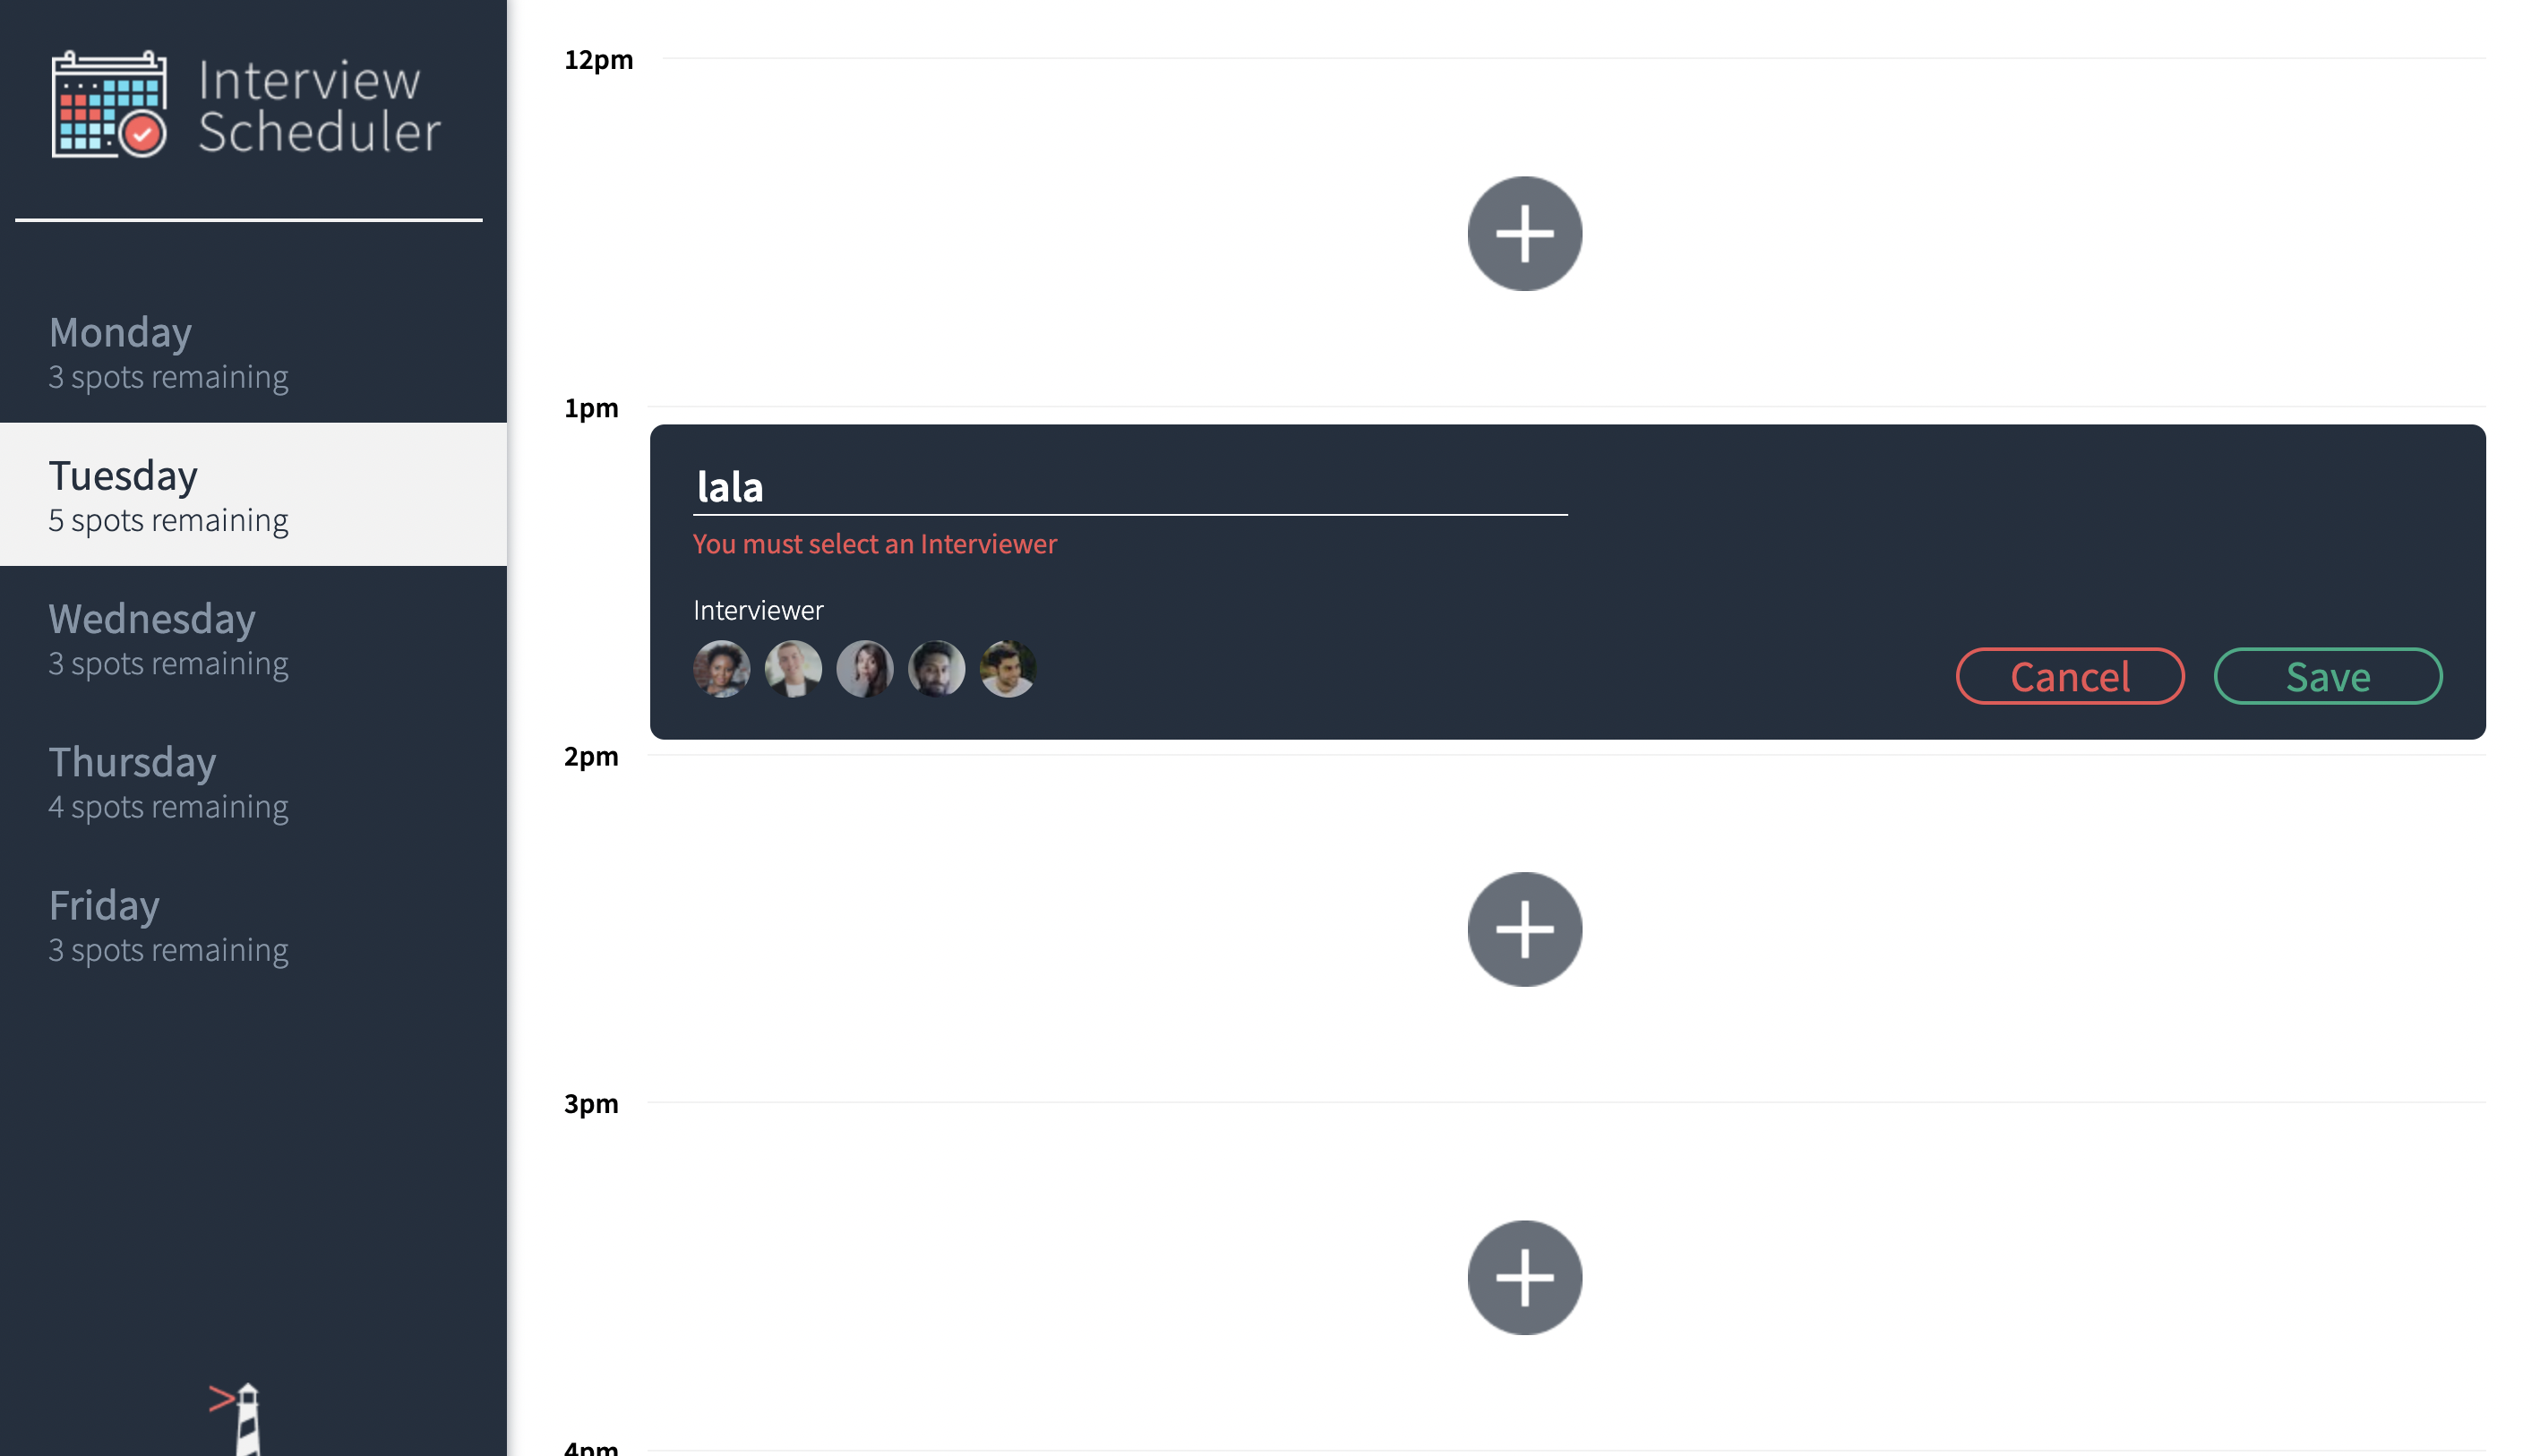 Interview
Scheduler
Monday
3 spots remaining
Tuesday
5 spots remaining
Wednesday
3 spots remaining
Thursday
4 spots remaining
Friday
3 spots remaining
12pm
1pm
lala
You must select an Interviewer
Interviewer
Cancel Save
2pm
3pm
4pm